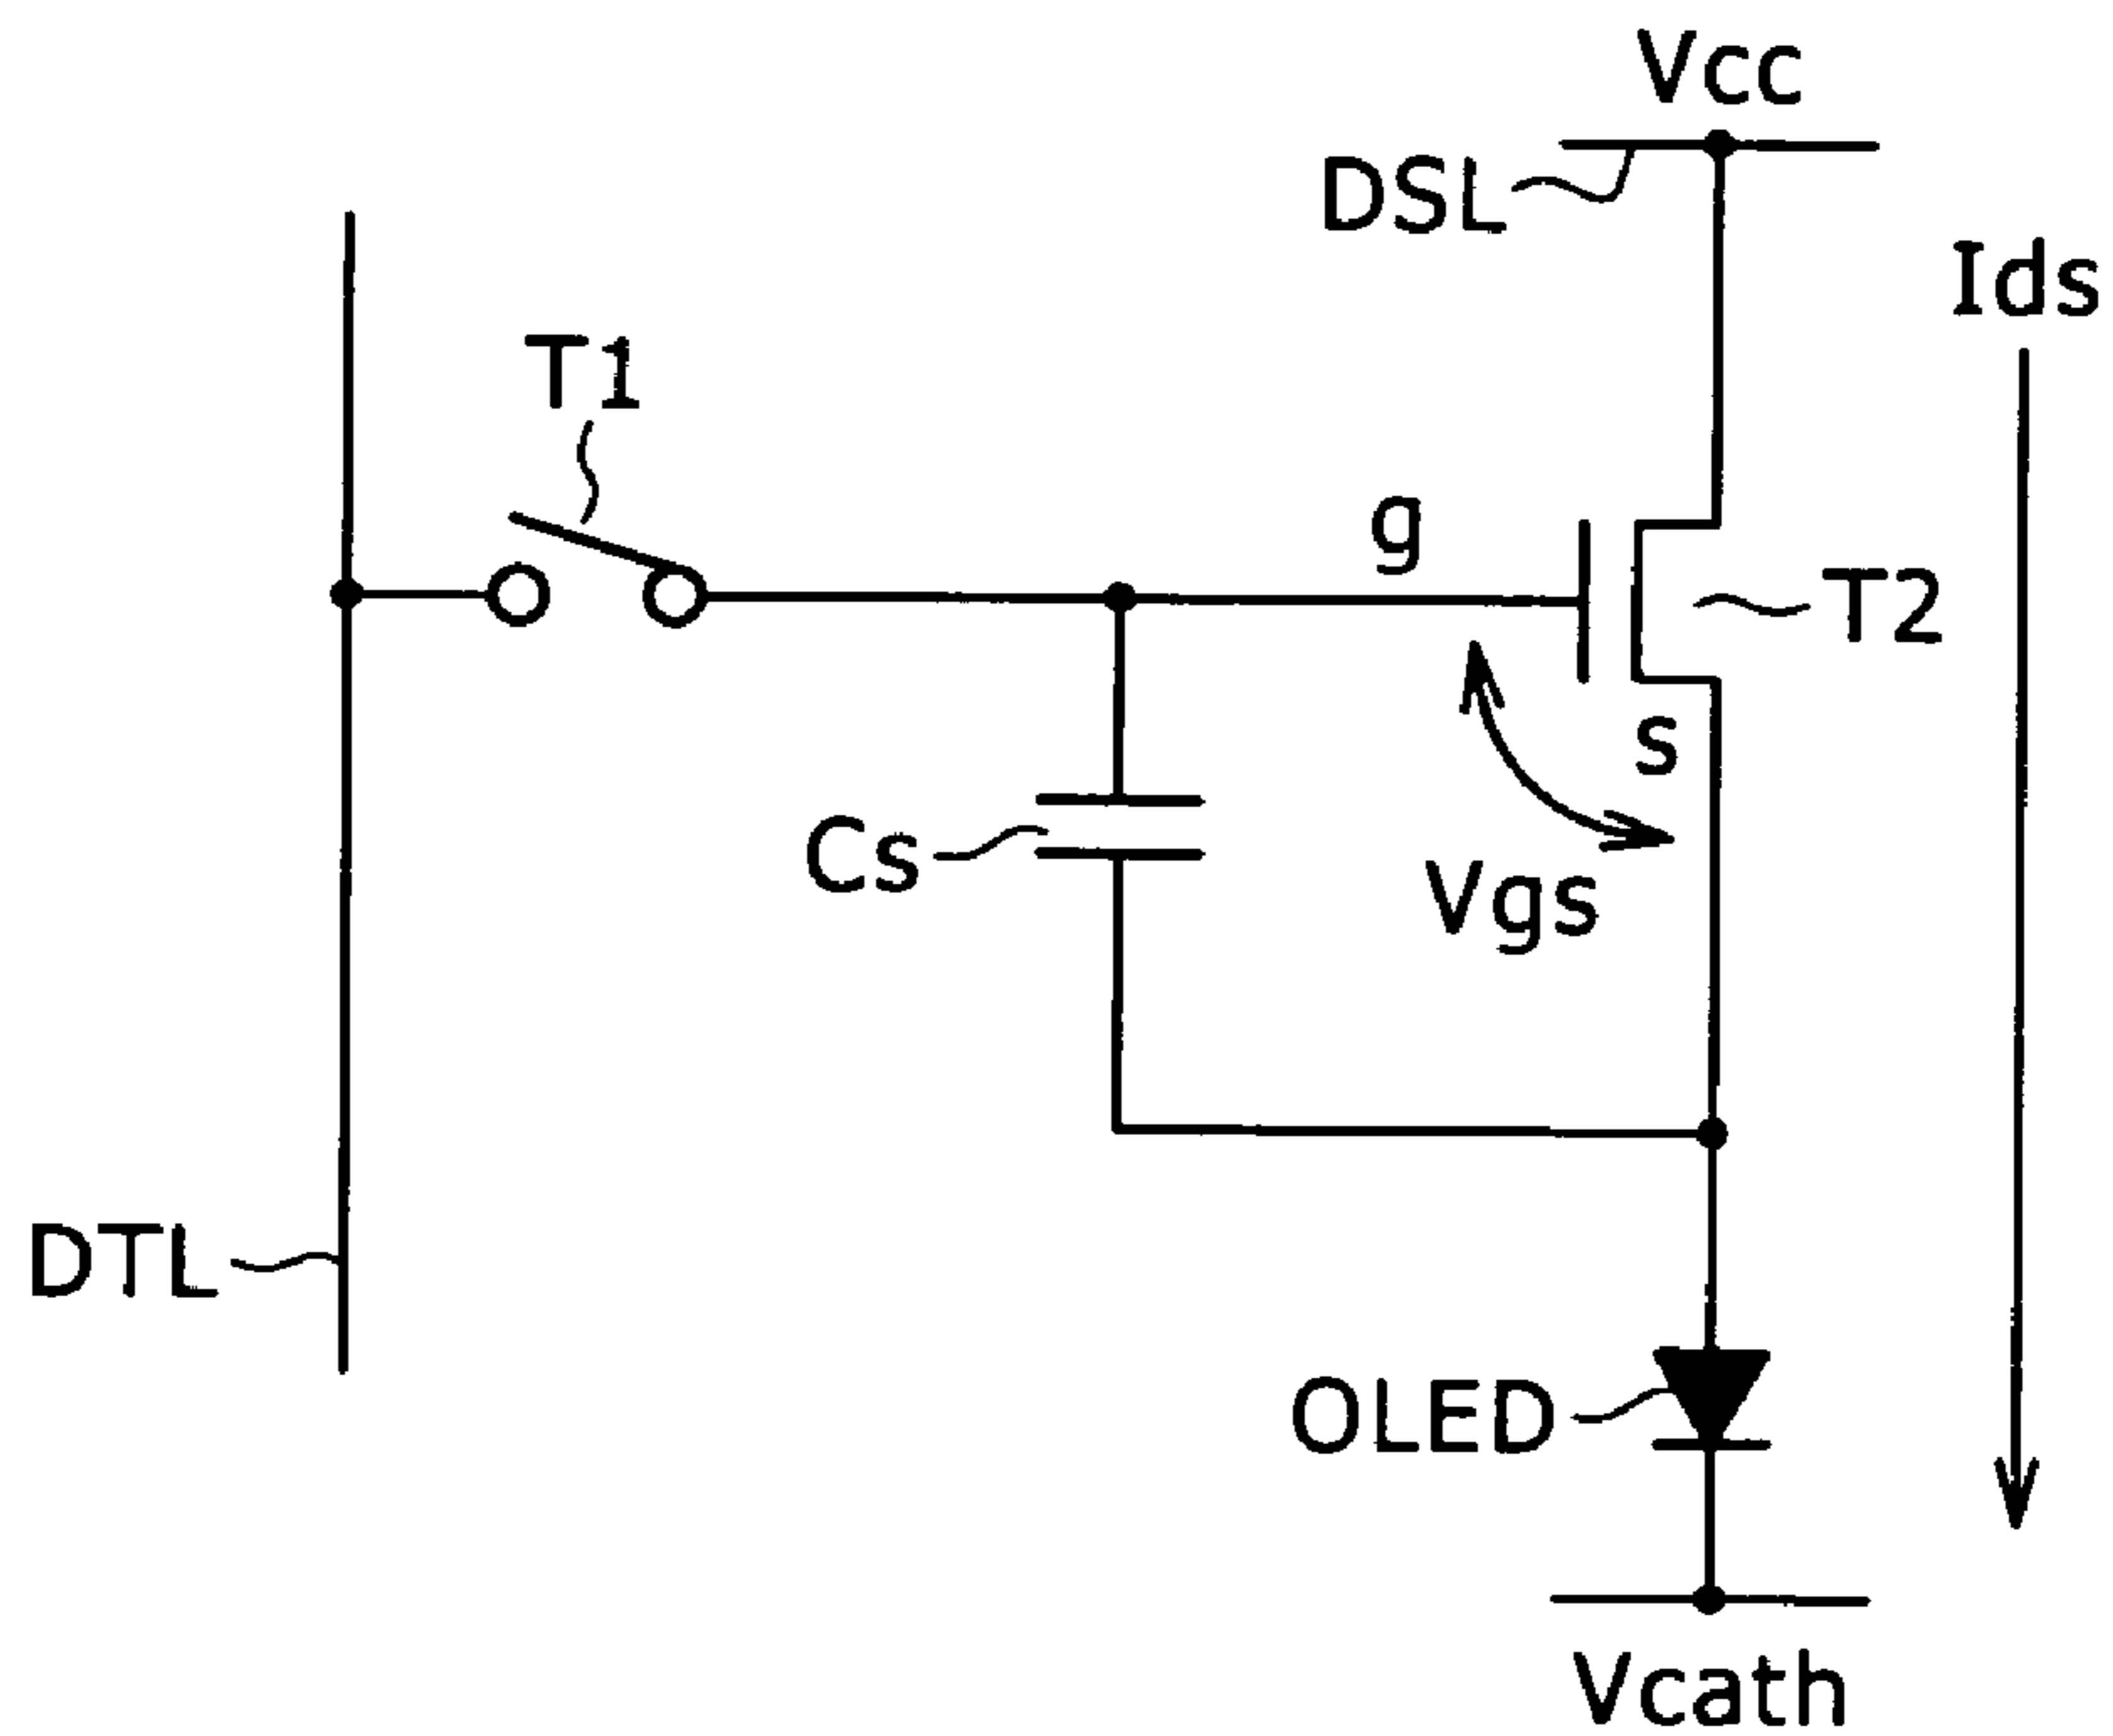 Vcc
DSL
Ids
T1
g
T2
s
Cs
Vgs
DTL
OLED
Vcath